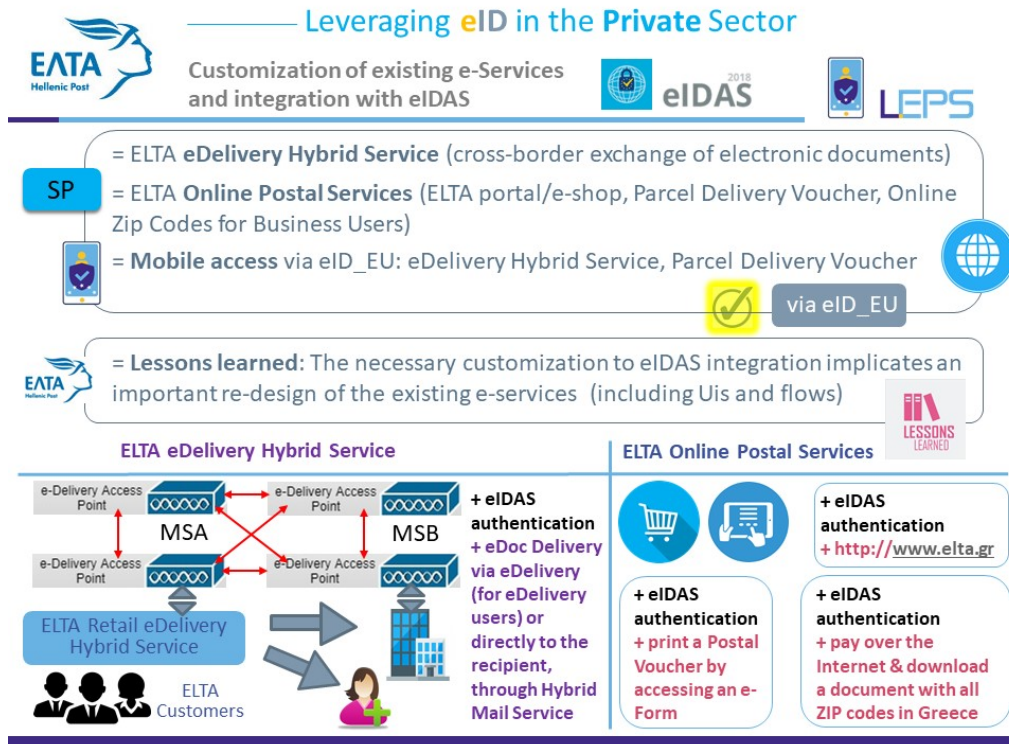 Leveraging eID in the Private Sector
ΕΛΤΑ
Hellenic Post
Customization of existing e-Services
and integration with eIDAS
2018
eIDAS
LEPS
= ELTA eDelivery Hybrid Service (cross-border exchange of electronic documents)
SP
= ELTA Online Postal Services (ELTA portal/e-shop, Parcel Delivery Voucher, Online
Zip Codes for Business Users)
= Mobile access via eID_EU: eDelivery Hybrid Service, Parcel Delivery Voucher
via eID_EU
ΕΛΤΑ
Hellenic Post
= Lessons learned: The necessary customization to eIDAS integration implicates an
important re-design of the existing e-services (including Uis and flows)
LESSONS
LEARNED
ELTA eDelivery Hybrid Service
e-Delivery Access
Point
e-Delivery Access
Point
MSA
MSB
e-Delivery Access
Point
e-Delivery Access
Point
ELTA Retail eDelivery
Hybrid Service
ELTA
Customers
+ eIDAS
authentication
+ eDoc Delivery
via eDelivery
(for eDelivery
users) or
directly to the
recipient,
through Hybrid
Mail Service
ELTA Online Postal Services
+ eIDAS
authentication
+ http://www.elta.gr
+ eIDAS
authentication
+ print a Postal
Voucher by
accessing an e-
Form
+ eIDAS
authentication
+ pay over the
Internet & download
a document with all
ZIP codes in Greece